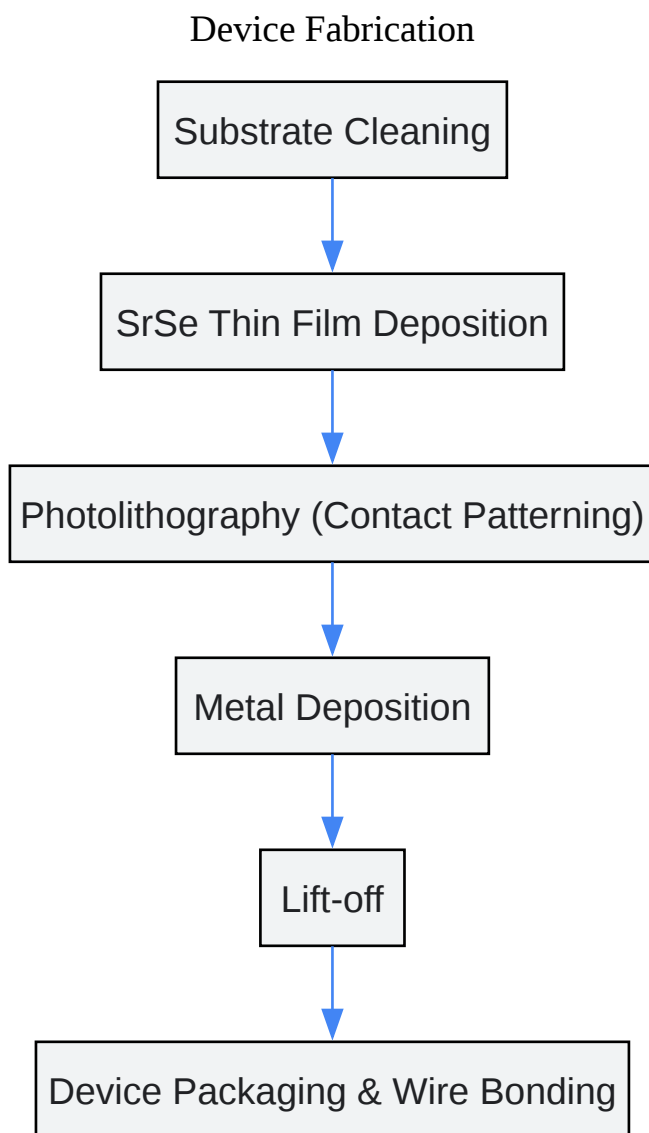 Device Fabrication
Substrate Cleaning
SrSe Thin Film Deposition
Photolithography (Contact Patterning)
Metal Deposition
Lift-off
Device Packaging & Wire Bonding